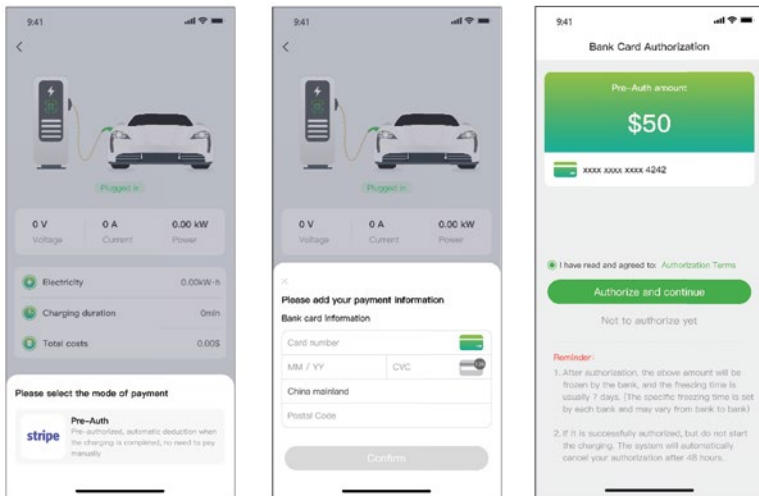 9:41
Plugged in
0 V
0 A
0.00 kW
Voltage
Current
Power
Electricity
0.00kW·h
Charging duration
0min
Total costs
0.00$
Please select the mode of payment
stripe
Pre-Auth
Pre-authorized, automatic deduction when
the charging is completed, no need to pay
manually
9:41
Plugged in
0 V
0 A
0.00 kW
Voltage
Current
Power
Please add your payment information
Bank card information
Card number
MM / YY
CVC
China mainland
Postal Code
Confirm
9:41
Bank Card Authorization
Pre-Auth amount
$50
xxxx xxxx xxxx 4242
I have read and agreed to: Authorization Terms
Authorize and continue
Not to authorize yet
Reminder:
1. After authorization, the above amount will be
frozen by the bank, and the freezing time is
usually 7 days. (The specific freezing time is set
by each bank and may vary from bank to bank)
2. If it is successfully authorized, but do not start
the charging. The system will automatically
cancel your authorization after 48 hours.